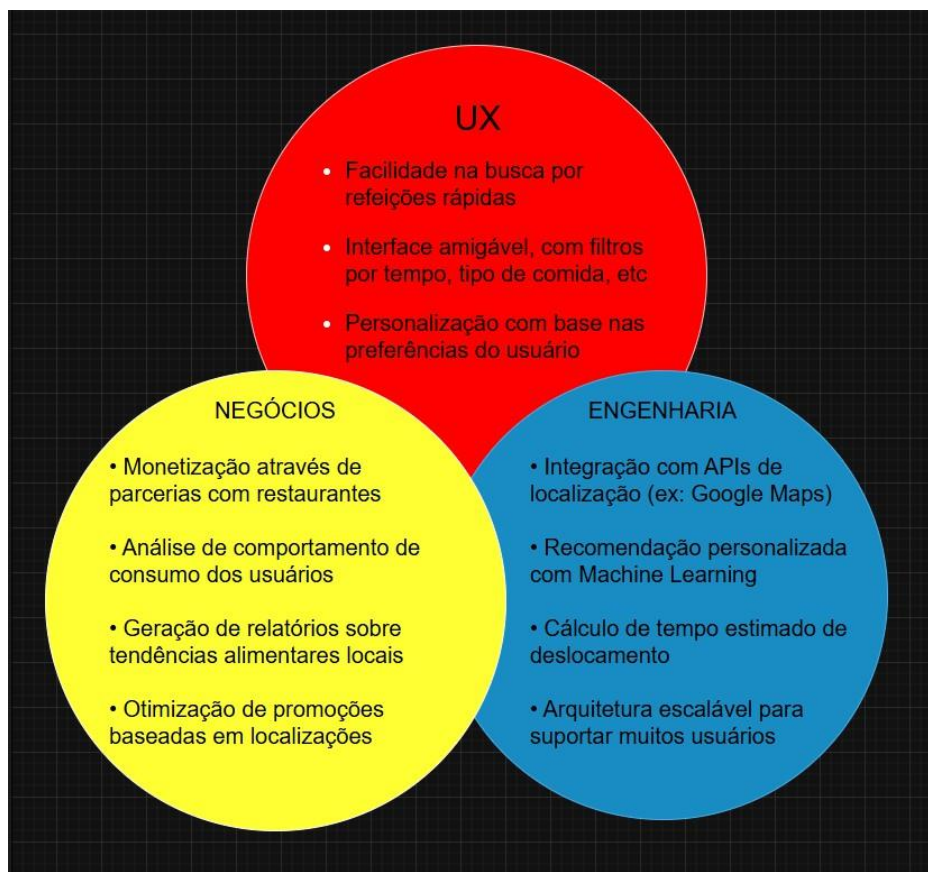 UX
• Facilidade na busca por
refeições rápidas
• Interface amigável, com filtros
por tempo, tipo de comida, etc
• Personalização com base nas
preferências do usuário
NEGÓCIOS
• Monetização através de
parcerias com restaurantes
• Análise de comportamento de
consumo dos usuários
• Geração de relatórios sobre
tendências alimentares locais
• Otimização de promoções
baseadas em localizações
ENGENHARIA
• Integração com APIs de
localização (ex: Google Maps)
• Recomendação personalizada
com Machine Learning
• Cálculo de tempo estimado de
deslocamento
• Arquitetura escalável para
suportar muitos usuários